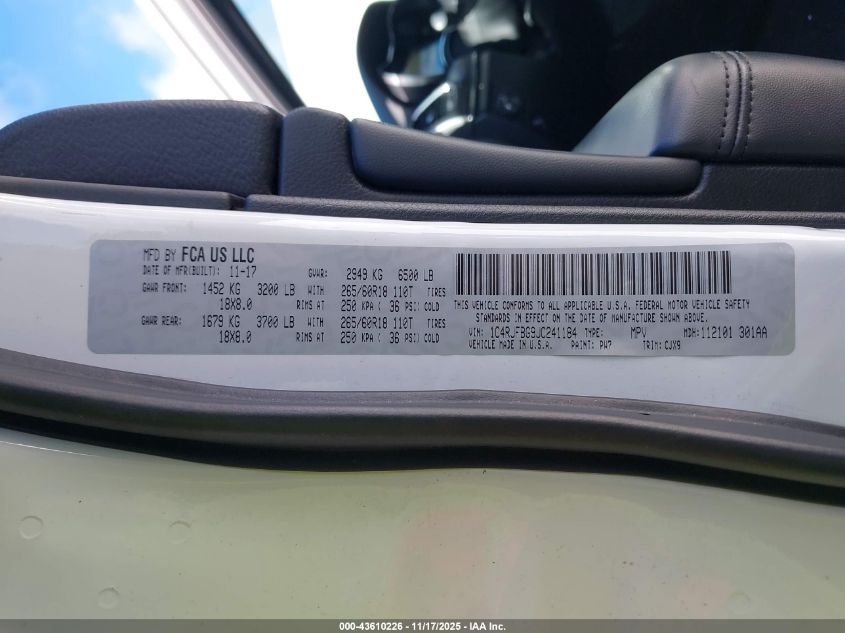 MFD BY FCA US LLC
DATE OF MFR(BUILT): 11-17 GVWR: 2949 KG 6500 LB
GAWR FRONT: 1452 KG 3200 LB WITH 265/60R18 110T TIRES
18X8.0 RIMS AT 250 KPA ( 36 PSI) COLD
GAWR REAR: 1679 KG 3700 LB WITH 265/60R18 110T TIRES
18X8.0 RIMS AT 250 KPA ( 36 PSI) COLD
THIS VEHICLE CONFORMS TO ALL APPLICABLE U.S.A. FEDERAL MOTOR VEHICLE SAFETY
STANDARDS IN EFFECT ON THE DATE OF MANUFACTURE SHOWN ABOVE.
VIN: 1C4RJFBG9JC241184 TYPE: MPV MDH: 112101 301AA
VEHICLE MADE IN U.S.A. PAINT: PW7 TRIM: CJX9
000-43610226 - 11/17/2025 - IAA Inc.